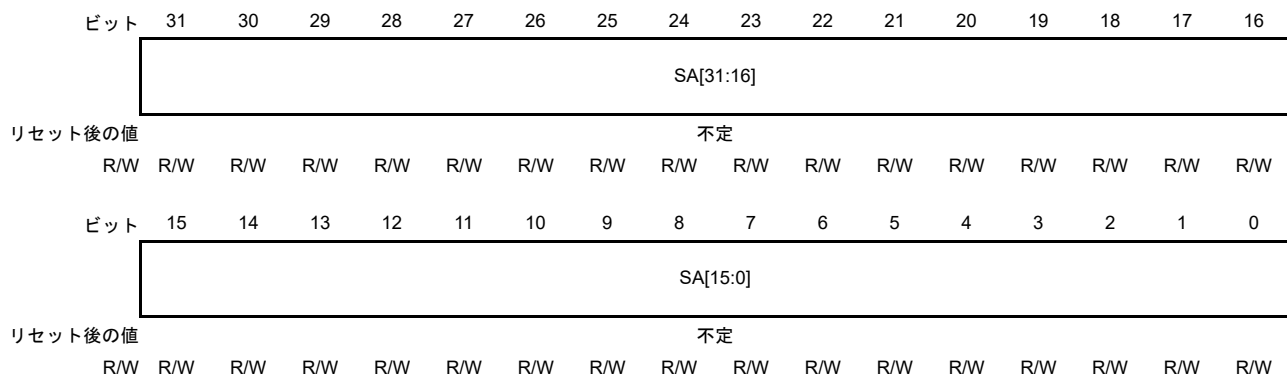 ビット 31 30 29 28 27 26 25 24 23 22 21 20 19 18 17 16
SA[31:16]
リセット後の値 不定
R/W R/W R/W R/W R/W R/W R/W R/W R/W R/W R/W R/W R/W R/W R/W R/W R/W
ビット 15 14 13 12 11 10 9 8 7 6 5 4 3 2 1 0
SA[15:0]
リセット後の値 不定
R/W R/W R/W R/W R/W R/W R/W R/W R/W R/W R/W R/W R/W R/W R/W R/W R/W